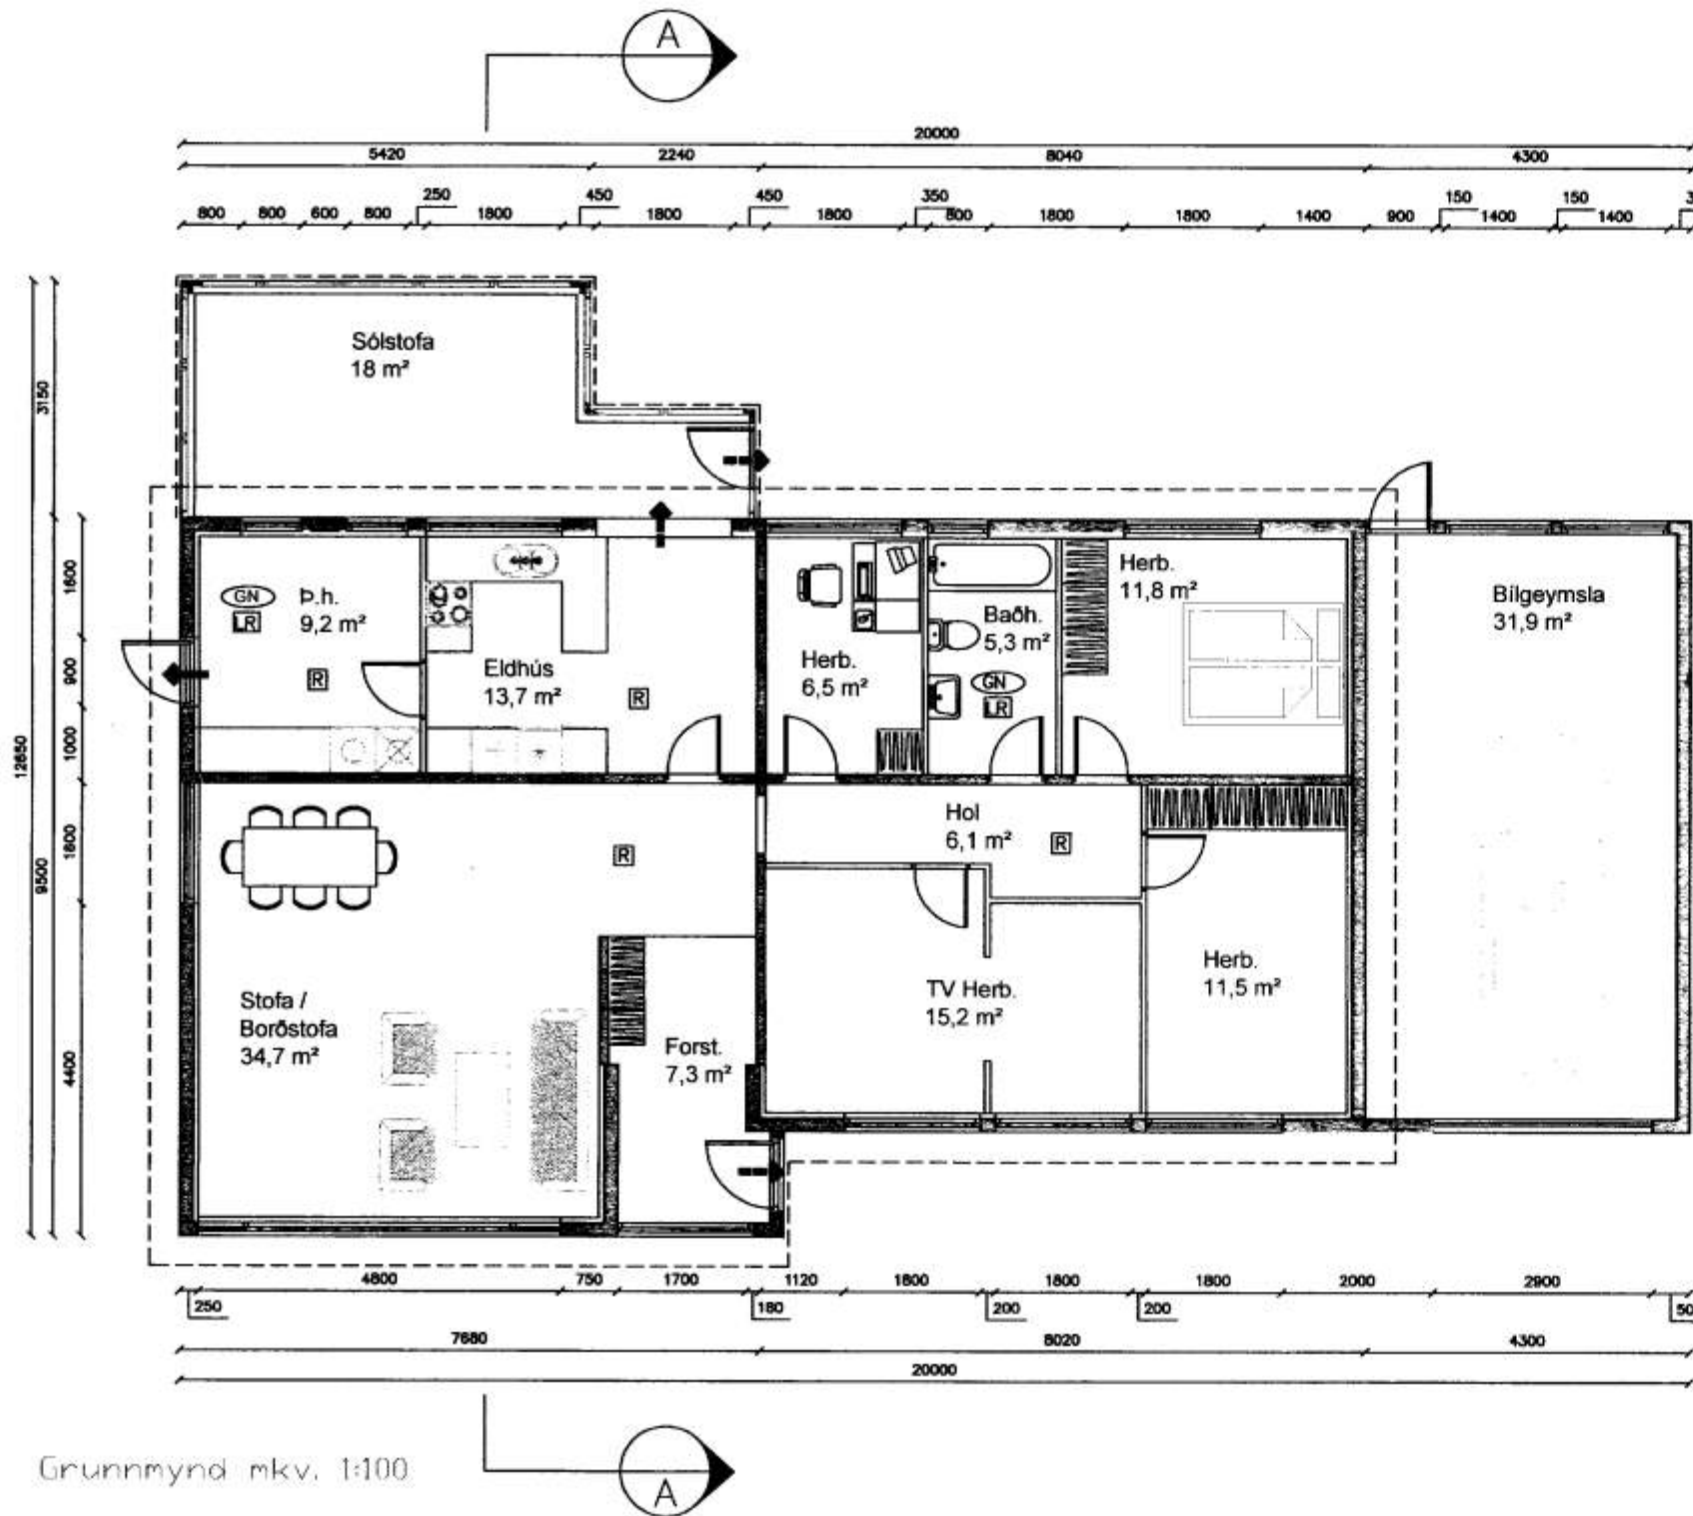 A
20000
5420 2240 8040 4300
250 450 450 350 150 150
800 800 600 800 1800 1800 1800 800 1800 1800 1400 900 1400 1400
Sólstofa
18 m²
3150
12650
9500
1600
900
1000
1600
4400
GN
LR
Þ.h.
9,2 m²
R
Eldhús
13,7 m²
R
Herb.
6,5 m²
Baðh.
5,3 m²
GN
LR
Herb.
11,8 m²
Bílgeymsla
31,9 m²
Hol
6,1 m²
R
R
Stofa /
Borðstofa
34,7 m²
Forst.
7,3 m²
TV Herb.
15,2 m²
Herb.
11,5 m²
4800 750 1700 1120 1800 1800 1800 2000 2900
250 180 200 200
7680 8020 4300
20000
Grunnmynd mkv. 1:100
A